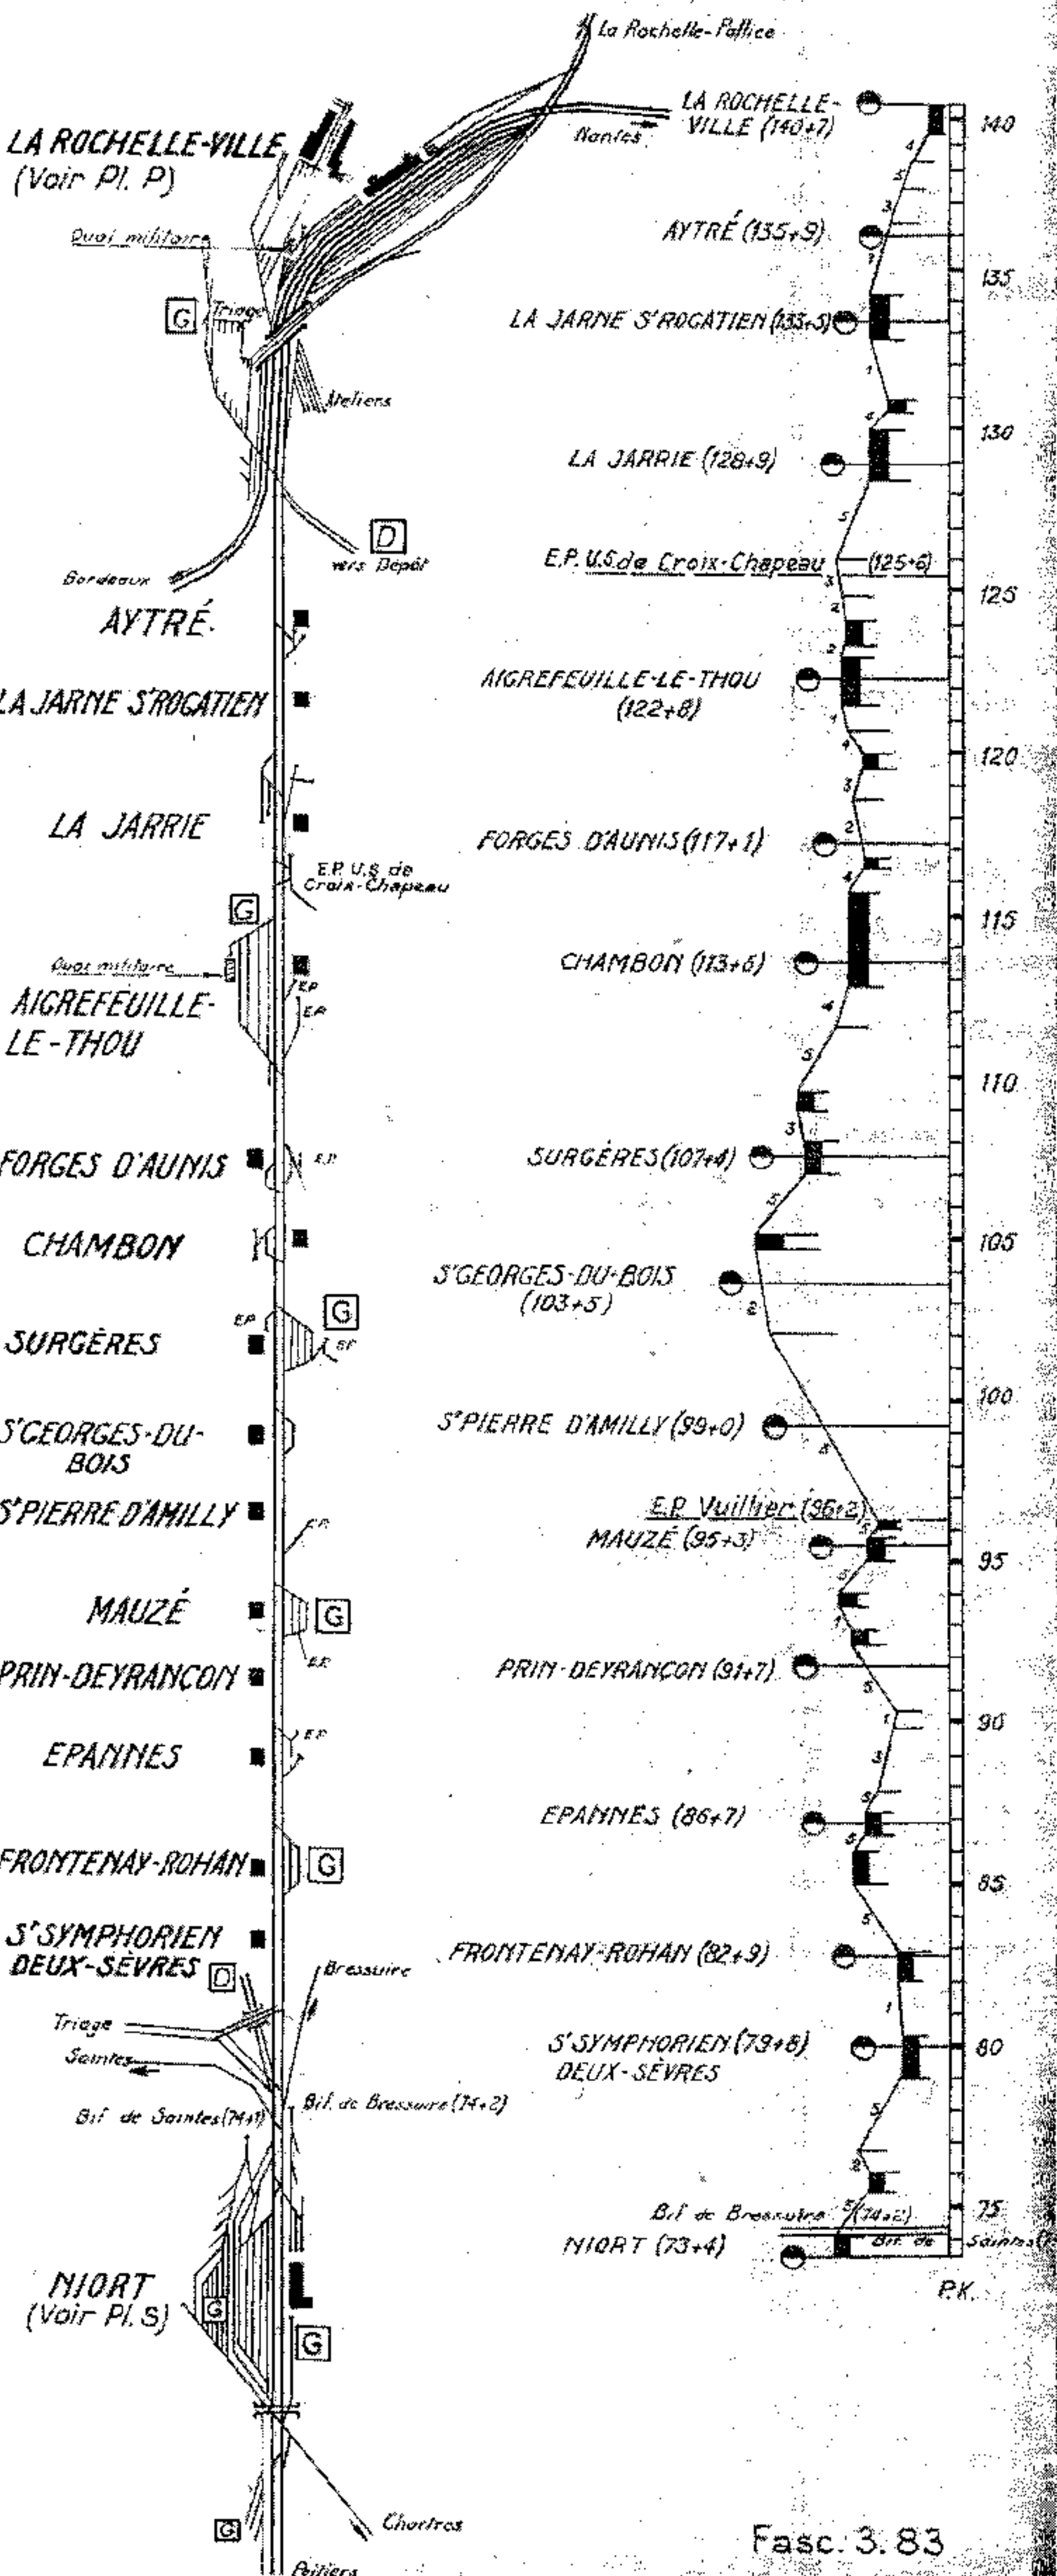 La Rochelle-Pallice
LA ROCHELLE-VILLE
(Voir Pl. P)
Nantes
Quai militaire
G
Triage
Ateliers
D
vers Dépôt
Bordeaux
AYTRÉ
LA JARNE S^T ROGATIEN
LA JARRIE
E.P. U.S. de
Croix-Chapeau
G
Quai militaire
E.P.
E.P.
AIGREFEUILLE-
LE-THOU
FORGES D'AUNIS
E.P.
CHAMBON
G
E.P.
E.P.
SURGÈRES
S^T GEORGES-DU-
BOIS
S^T PIERRE D'AMILLY
E.P.
MAUZÉ
G
E.P.
PRIN-DEYRANÇON
E.P.
EPANNES
FRONTENAY-ROHAN
G
S^T SYMPHORIEN
DEUX-SÈVRES
D
Bressuire
Triage
Saintes
Bif. de Bressuire (74+2)
Bif. de Saintes (74+1)
NIORT
(Voir Pl. S)
G
G
Chartres
G
Poitiers
LA ROCHELLE-
VILLE (140+7)
AYTRÉ (135+9)
LA JARNE S^T ROGATIEN (133+5)
LA JARRIE (128+9)
E.P. U.S. de Croix-Chapeau (125+6)
AIGREFEUILLE-LE-THOU
(122+8)
FORGES D'AUNIS (117+1)
CHAMBON (113+6)
SURGÈRES (107+4)
S^T GEORGES-DU-BOIS
(103+5)
S^T PIERRE D'AMILLY (99+0)
E.P. Vuillier (96+2)
MAUZÉ (95+3)
PRIN-DEYRANÇON (91+7)
EPANNES (86+7)
FRONTENAY-ROHAN (82+9)
S^T SYMPHORIEN (79+8)
DEUX-SÈVRES
Bif. de Bressuire (74+2)
NIORT (73+4)
Bif. de Saintes
140
135
130
125
120
115
110
105
100
95
90
85
80
75
P.K.
Fasc. 3.83